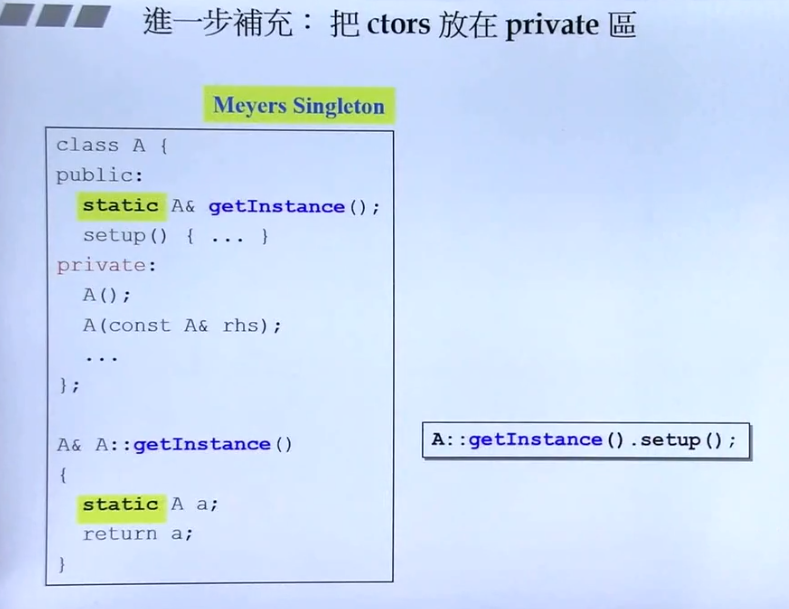 進一步補充： 把 ctors 放在 private 區
Meyers Singleton
class A {
public:
static A& getInstance();
setup() { ... }
private:
A();
A(const A& rhs);
...
};
A& A::getInstance()
{
static A a;
return a;
}
A::getInstance().setup();